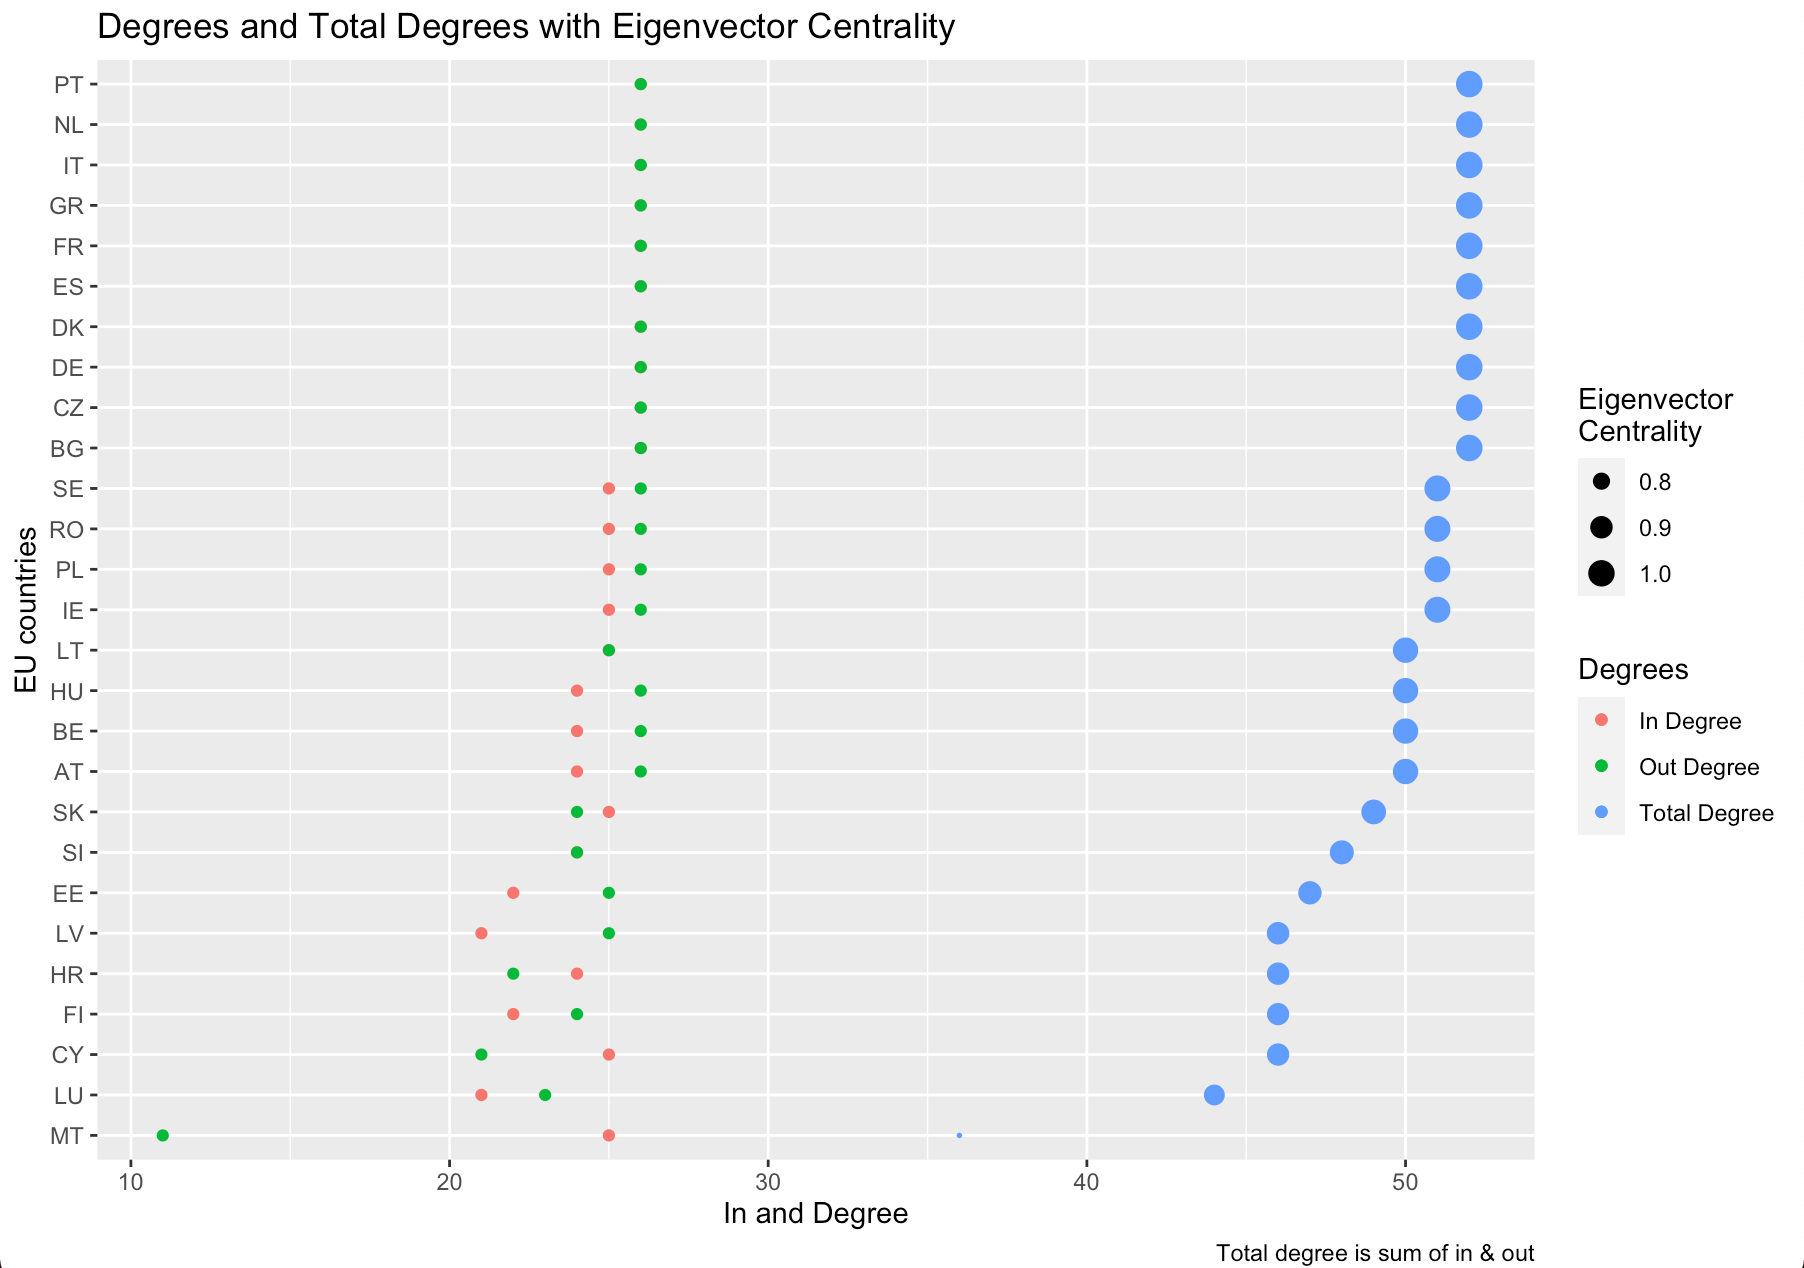 Degrees and Total Degrees with Eigenvector Centrality
EU countries
PT
NL
IT
GR
FR
ES
DK
DE
CZ
BG
SE
RO
PL
IE
LT
HU
BE
AT
SK
SI
EE
LV
HR
FI
CY
LU
MT
10 20 30 40 50
In and Degree
Total degree is sum of in & out
Eigenvector
Centrality
0.8
0.9
1.0
Degrees
In Degree
Out Degree
Total Degree